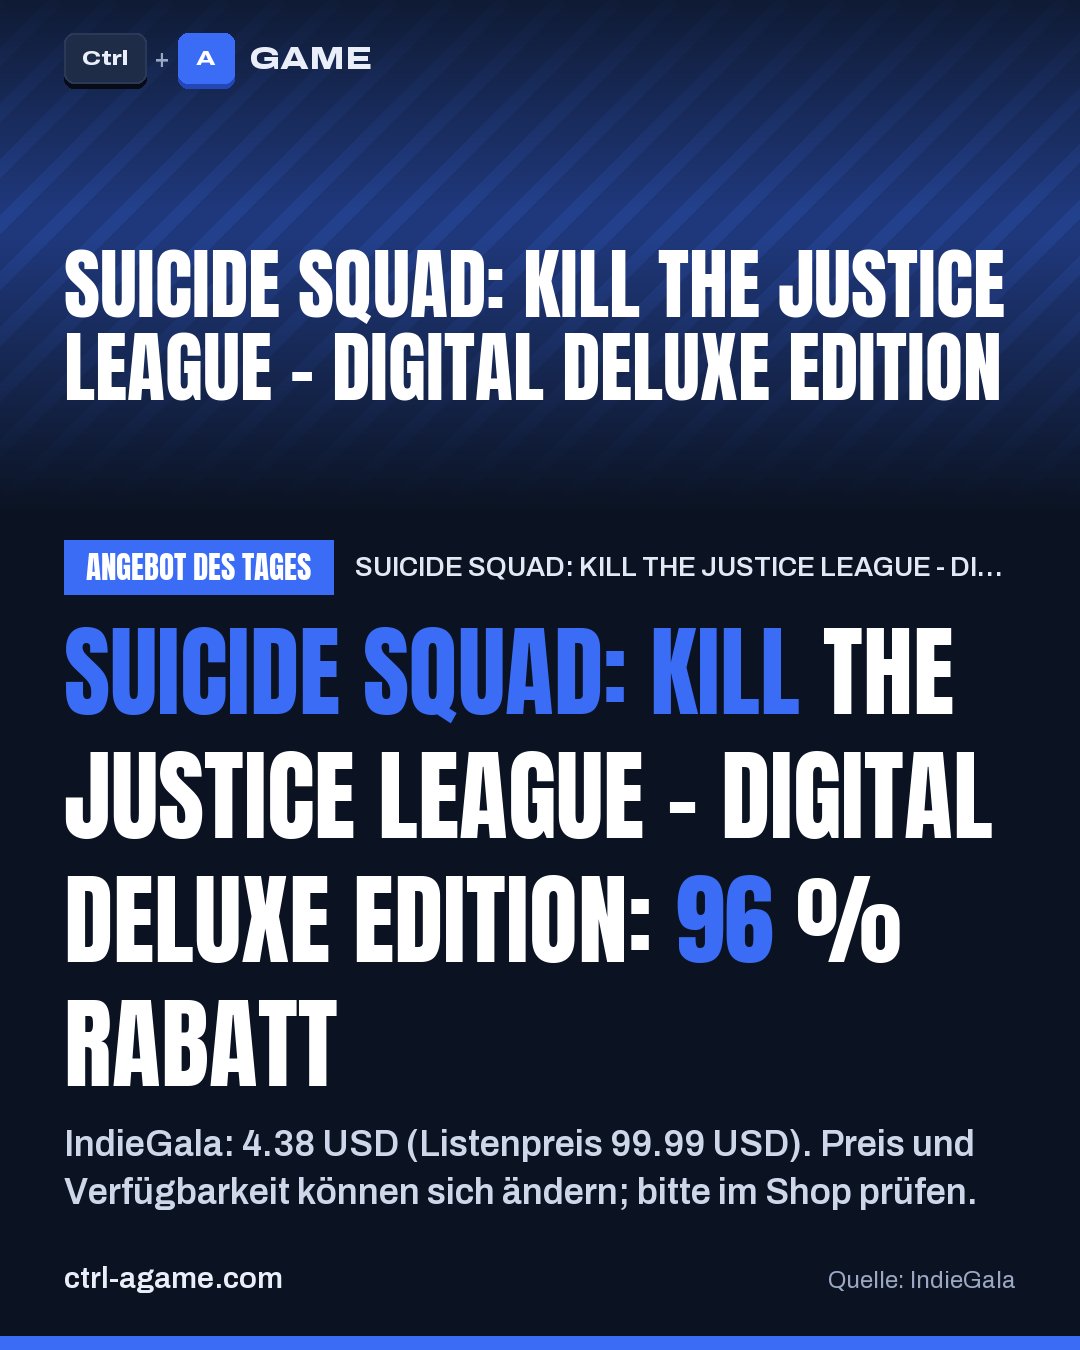 Ctrl + A GAME
SUICIDE SQUAD: KILL THE JUSTICE
LEAGUE - DIGITAL DELUXE EDITION
ANGEBOT DES TAGES SUICIDE SQUAD: KILL THE JUSTICE LEAGUE - DI...
SUICIDE SQUAD: KILL THE
JUSTICE LEAGUE - DIGITAL
DELUXE EDITION: 96 %
RABATT
IndieGala: 4.38 USD (Listenpreis 99.99 USD). Preis und
Verfügbarkeit können sich ändern; bitte im Shop prüfen.
ctrl-agame.com Quelle: IndieGala